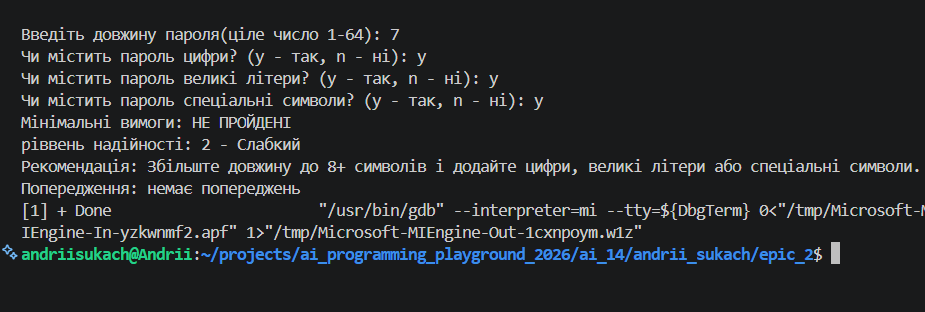 Введіть довжину пароля(ціле число 1-64): 7
Чи містить пароль цифри? (y - так, n - ні): y
Чи містить пароль великі літери? (y - так, n - ні): y
Чи містить пароль спеціальні символи? (y - так, n - ні): y
Мінімальні вимоги: НЕ ПРОЙДЕНІ
ріввень надійності: 2 - Слабкий
Рекомендація: Збільште довжину до 8+ символів і додайте цифри, великі літери або спеціальні символи.
Попередження: немає попереджень
[1] + Done                       "/usr/bin/gdb" --interpreter=mi --tty=${DbgTerm} 0<"/tmp/Microsoft-M
IEngine-In-yzkwnmf2.apf" 1>"/tmp/Microsoft-MIEngine-Out-1cxnpoym.w1z"
andriisukach@Andrii:~/projects/ai_programming_playground_2026/ai_14/andrii_sukach/epic_2$